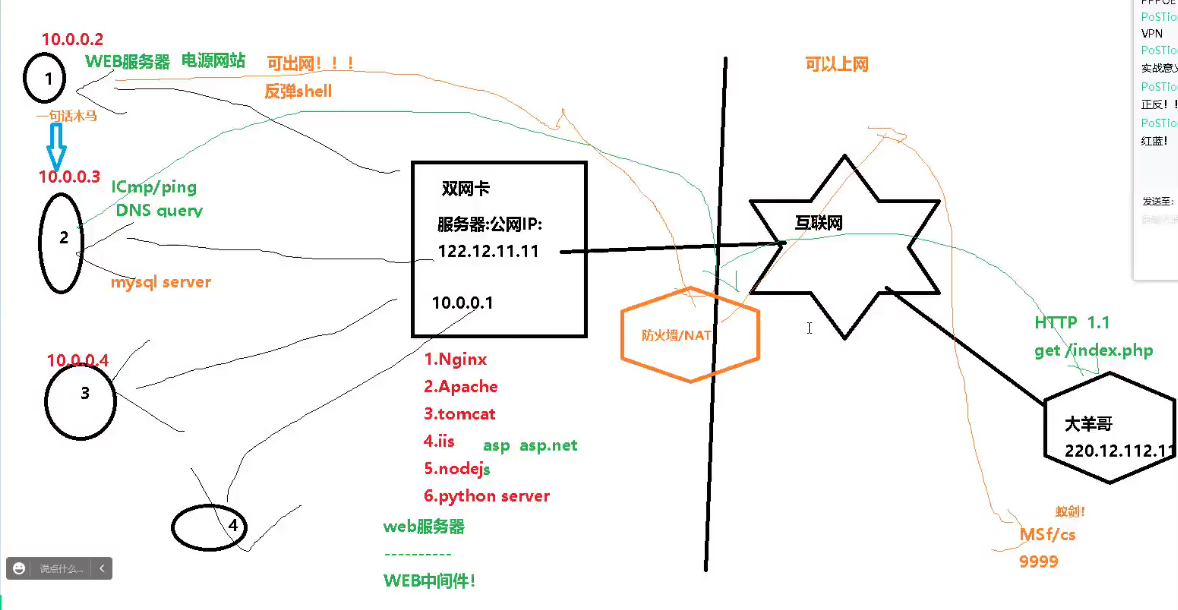 10.0.0.2
1
WEB服务器 电源网站
可出网！！！
反弹shell
一句话木马
10.0.0.3
2
ICmp/ping
DNS query
mysql server
10.0.0.4
3
4
双网卡
服务器:公网IP:
122.12.11.11
10.0.0.1
1.Nginx
2.Apache
3.tomcat
4.iis
asp asp.net
5.nodejs
6.python server
web服务器
----------
WEB中间件!
防火墙/NAT
可以上网
互联网
HTTP 1.1
get /index.php
大羊哥
220.12.112.11
蚁剑!
MSf/cs
9999
PoSTio
VPN
PoSTio
实战意义
PoSTio
正反！！
PoSTio
红蓝!
发送至:
说点什么...